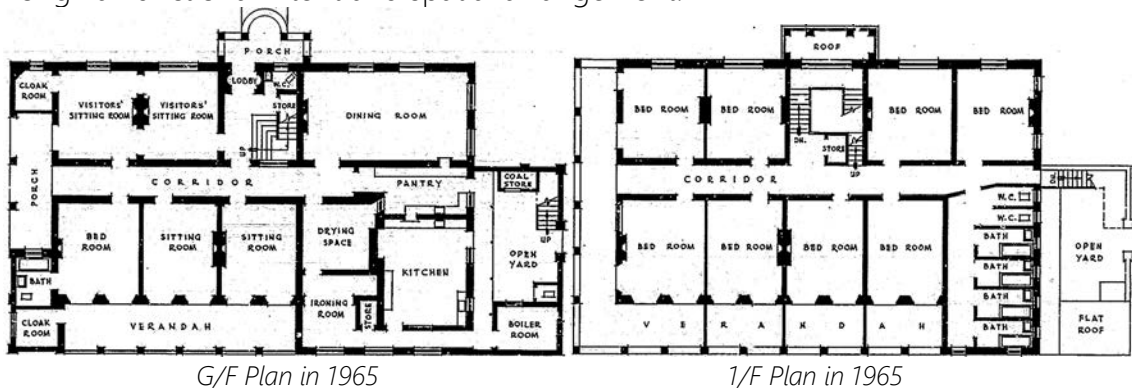 PORCH
ROOF
CLOAK ROOM
VISITORS' SITTING ROOM
VISITORS' SITTING ROOM
LOBBY
W.C.
STORE
UP
DINING ROOM
PORCH
CORRIDOR
PANTRY
COAL STORE
UP
BED ROOM
SITTING ROOM
SITTING ROOM
DRYING SPACE
KITCHEN
OPEN YARD
BATH
IRONING ROOM
STORE
BOILER ROOM
CLOAK ROOM
VERANDAH
BED ROOM
BED ROOM
DN.
STORE
UP
BED ROOM
BED ROOM
CORRIDOR
W.C.
W.C.
BED ROOM
BED ROOM
BED ROOM
BED ROOM
BATH
BATH
BATH
BATH
OPEN YARD
FLAT ROOF
VERANDAH
G/F Plan in 1965
1/F Plan in 1965